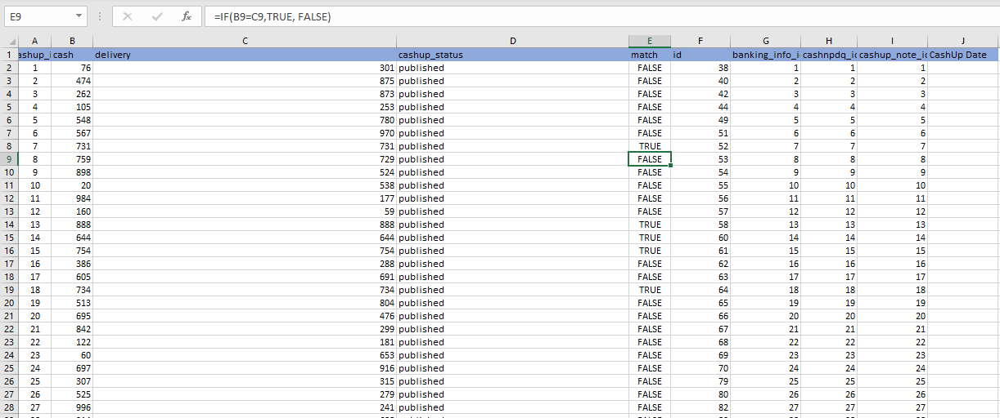 E9 fx =IF(B9=C9,TRUE, FALSE)
A B C D E F G H I J
1 ashup_i cash delivery cashup_status match id banking_info_i cashnpdq_i cashup_note_i CashUp Date
2 1 76 301 published FALSE 38 1 1 1
3 2 474 875 published FALSE 40 2 2 2
4 3 262 873 published FALSE 42 3 3 3
5 4 105 253 published FALSE 44 4 4 4
6 5 548 780 published FALSE 49 5 5 5
7 6 567 970 published FALSE 51 6 6 6
8 7 731 731 published TRUE 52 7 7 7
9 8 759 729 published FALSE 53 8 8 8
10 9 898 524 published FALSE 54 9 9 9
11 10 20 538 published FALSE 55 10 10 10
12 11 984 177 published FALSE 56 11 11 11
13 12 160 59 published FALSE 57 12 12 12
14 13 888 888 published TRUE 58 13 13 13
15 14 644 644 published TRUE 60 14 14 14
16 15 754 754 published TRUE 61 15 15 15
17 16 386 288 published FALSE 62 16 16 16
18 17 605 691 published FALSE 63 17 17 17
19 18 734 734 published TRUE 64 18 18 18
20 19 513 804 published FALSE 65 19 19 19
21 20 695 476 published FALSE 66 20 20 20
22 21 842 299 published FALSE 67 21 21 21
23 22 122 181 published FALSE 68 22 22 22
24 23 60 653 published FALSE 69 23 23 23
25 24 697 916 published FALSE 70 24 24 24
26 25 307 315 published FALSE 79 25 25 25
27 26 525 279 published FALSE 80 26 26 26
28 27 996 241 published FALSE 82 27 27 27